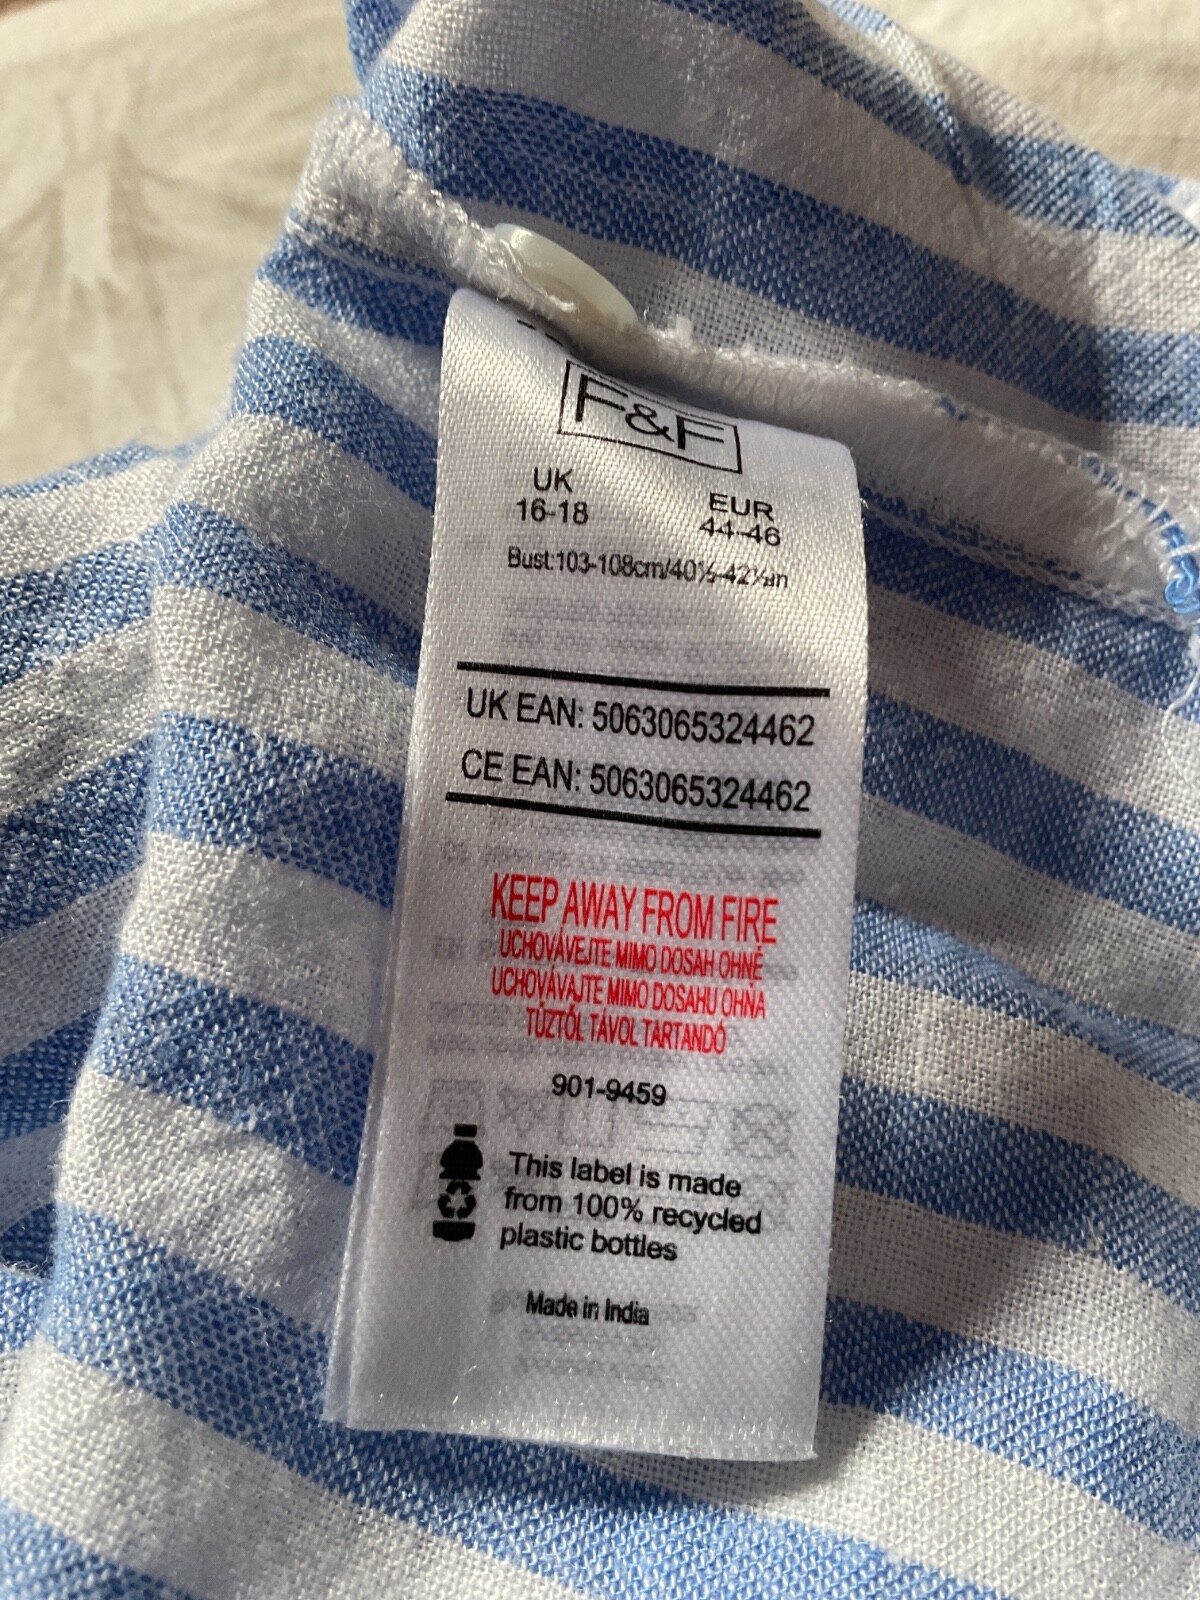 F&F
UK
16-18
EUR
44-46
Bust:103-108cm/40½-42½in
UK EAN: 5063065324462
CE EAN: 5063065324462
KEEP AWAY FROM FIRE
UCHOVÁVEJTE MIMO DOSAH OHNĚ
UCHOVÁVAJTE MIMO DOSAHU OHŇA
TŰZTŐL TÁVOL TARTANDÓ
901-9459
This label is made
from 100% recycled
plastic bottles
Made in India